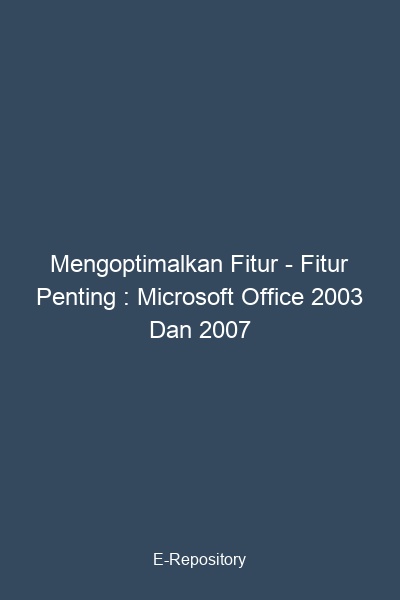 Mengoptimalkan Fitur - Fitur
Penting : Microsoft Office 2003
Dan 2007
E-Repository